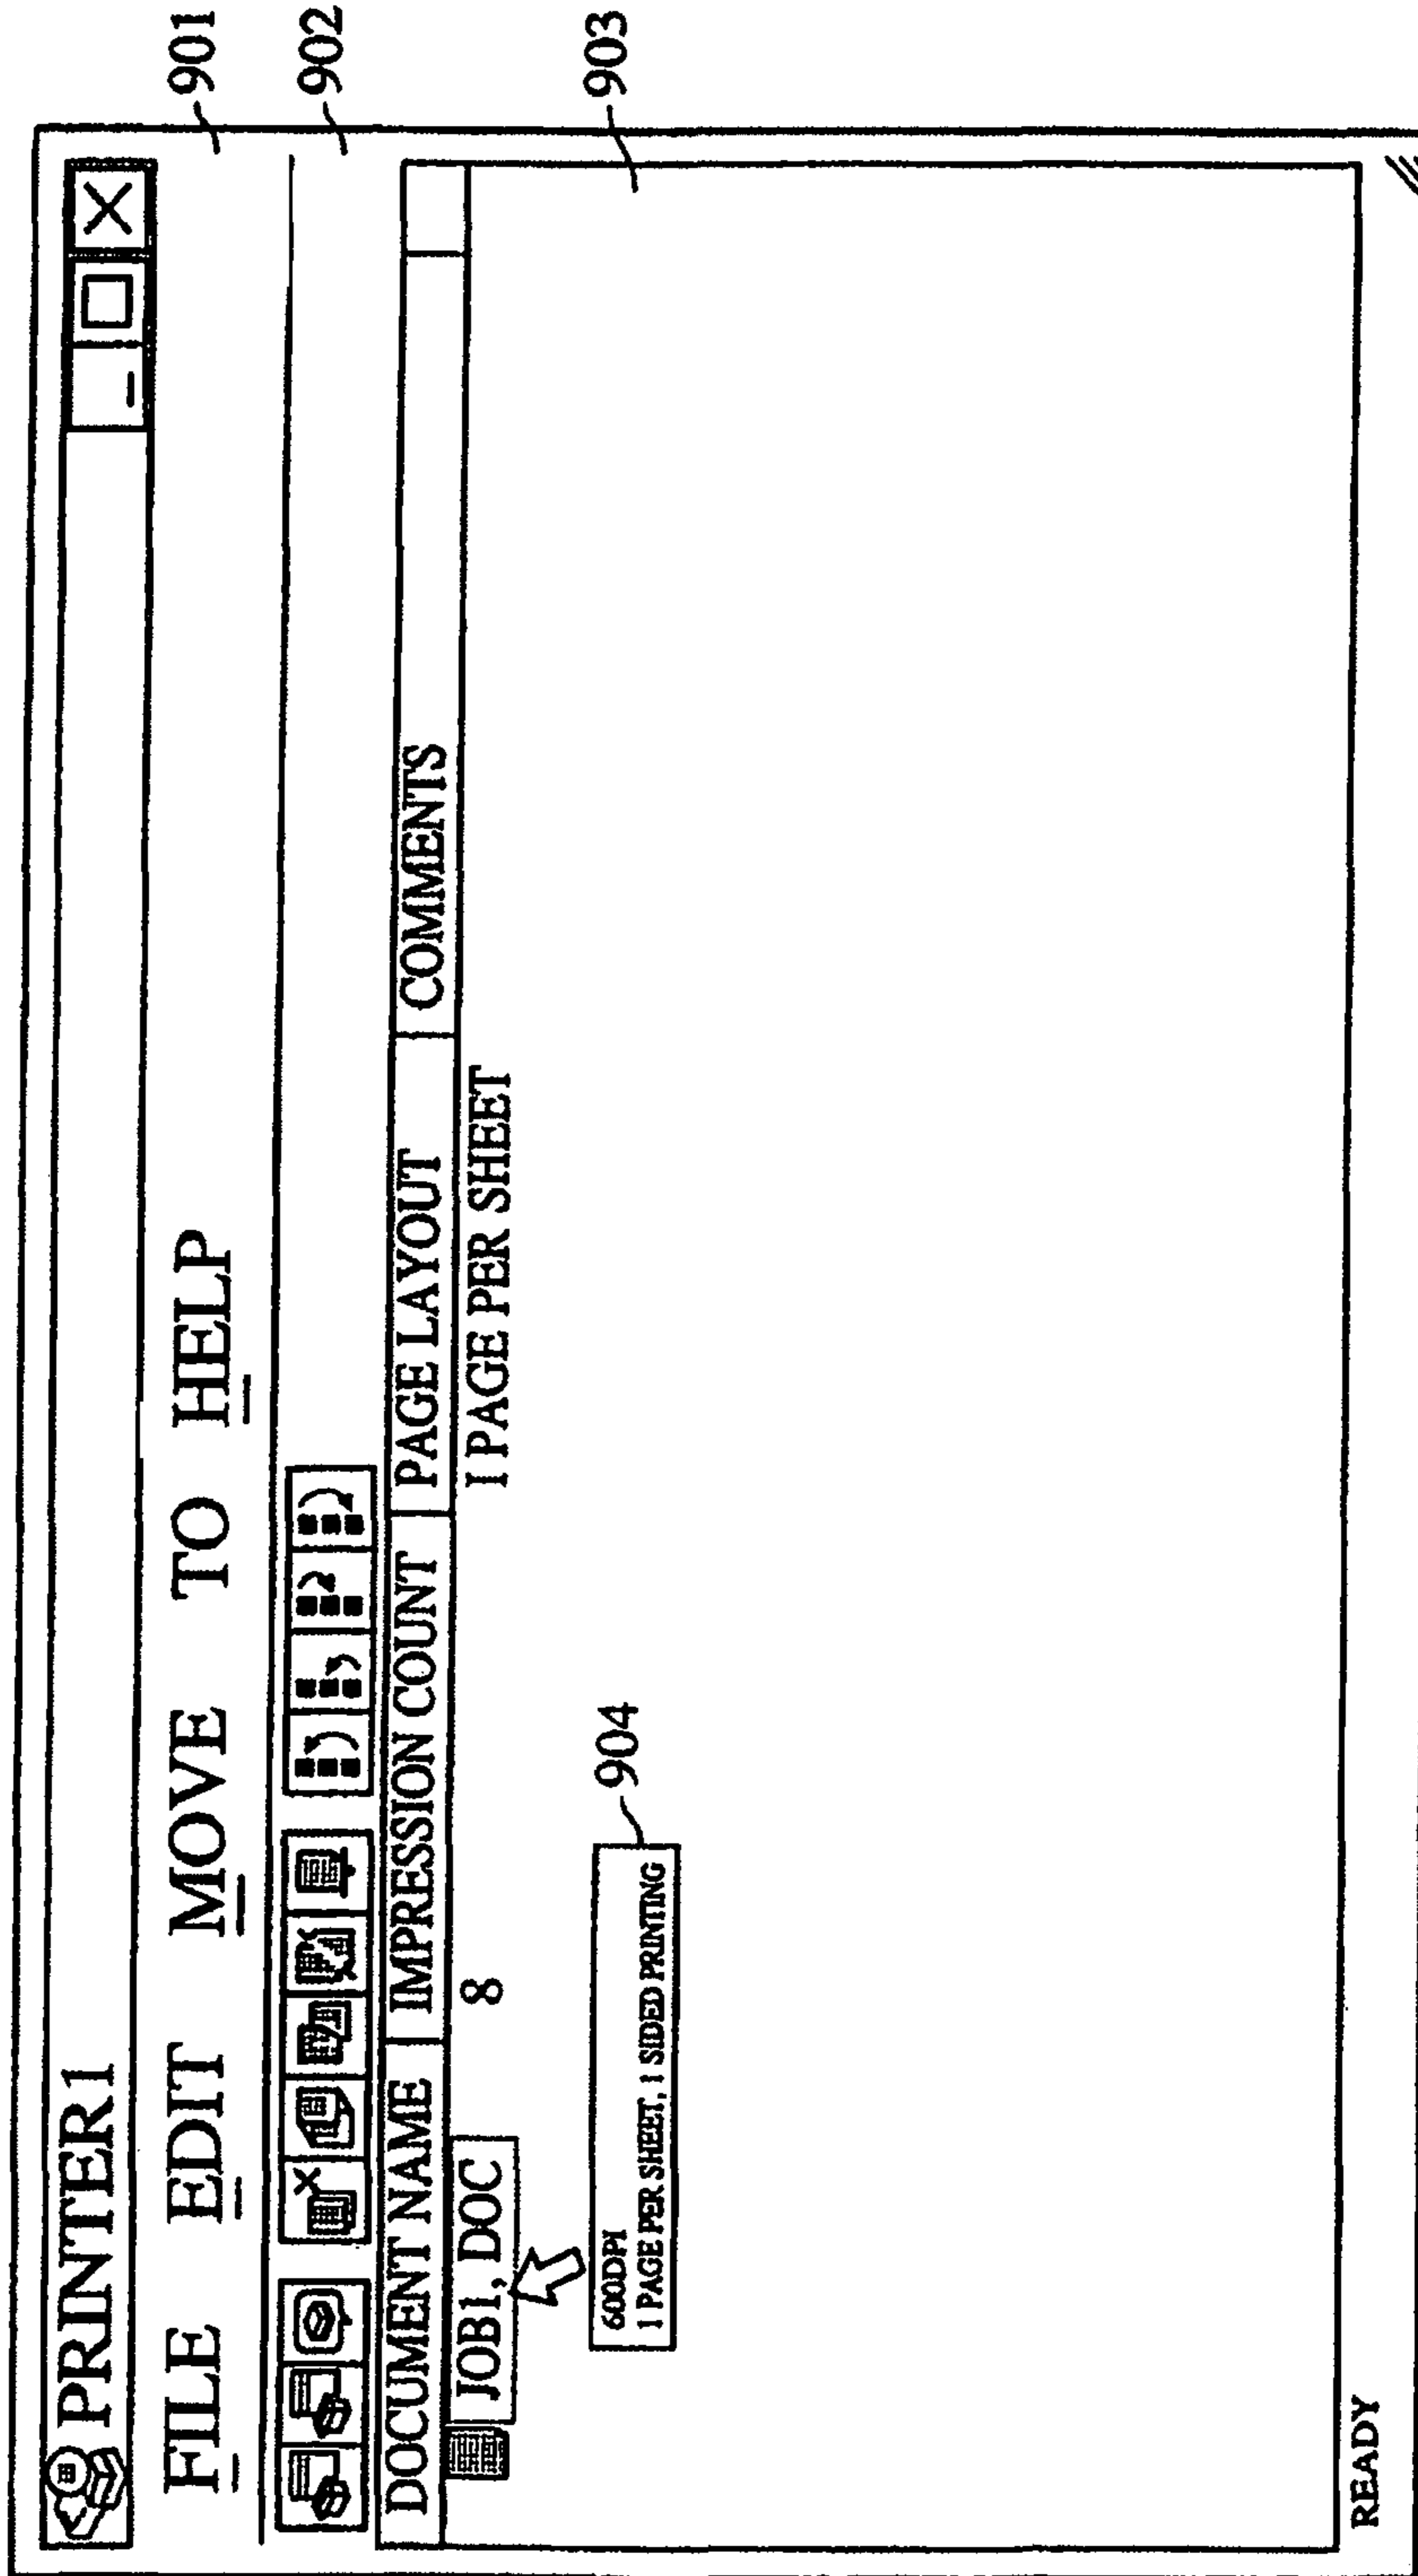 PRINTER1
FILE EDIT MOVE TO HELP
901
902
DOCUMENT NAME IMPRESSION COUNT PAGE LAYOUT COMMENTS
JOB1, DOC 8 1 PAGE PER SHEET
903
904
600DPI
1 PAGE PER SHEET, 1 SIDED PRINTING
READY